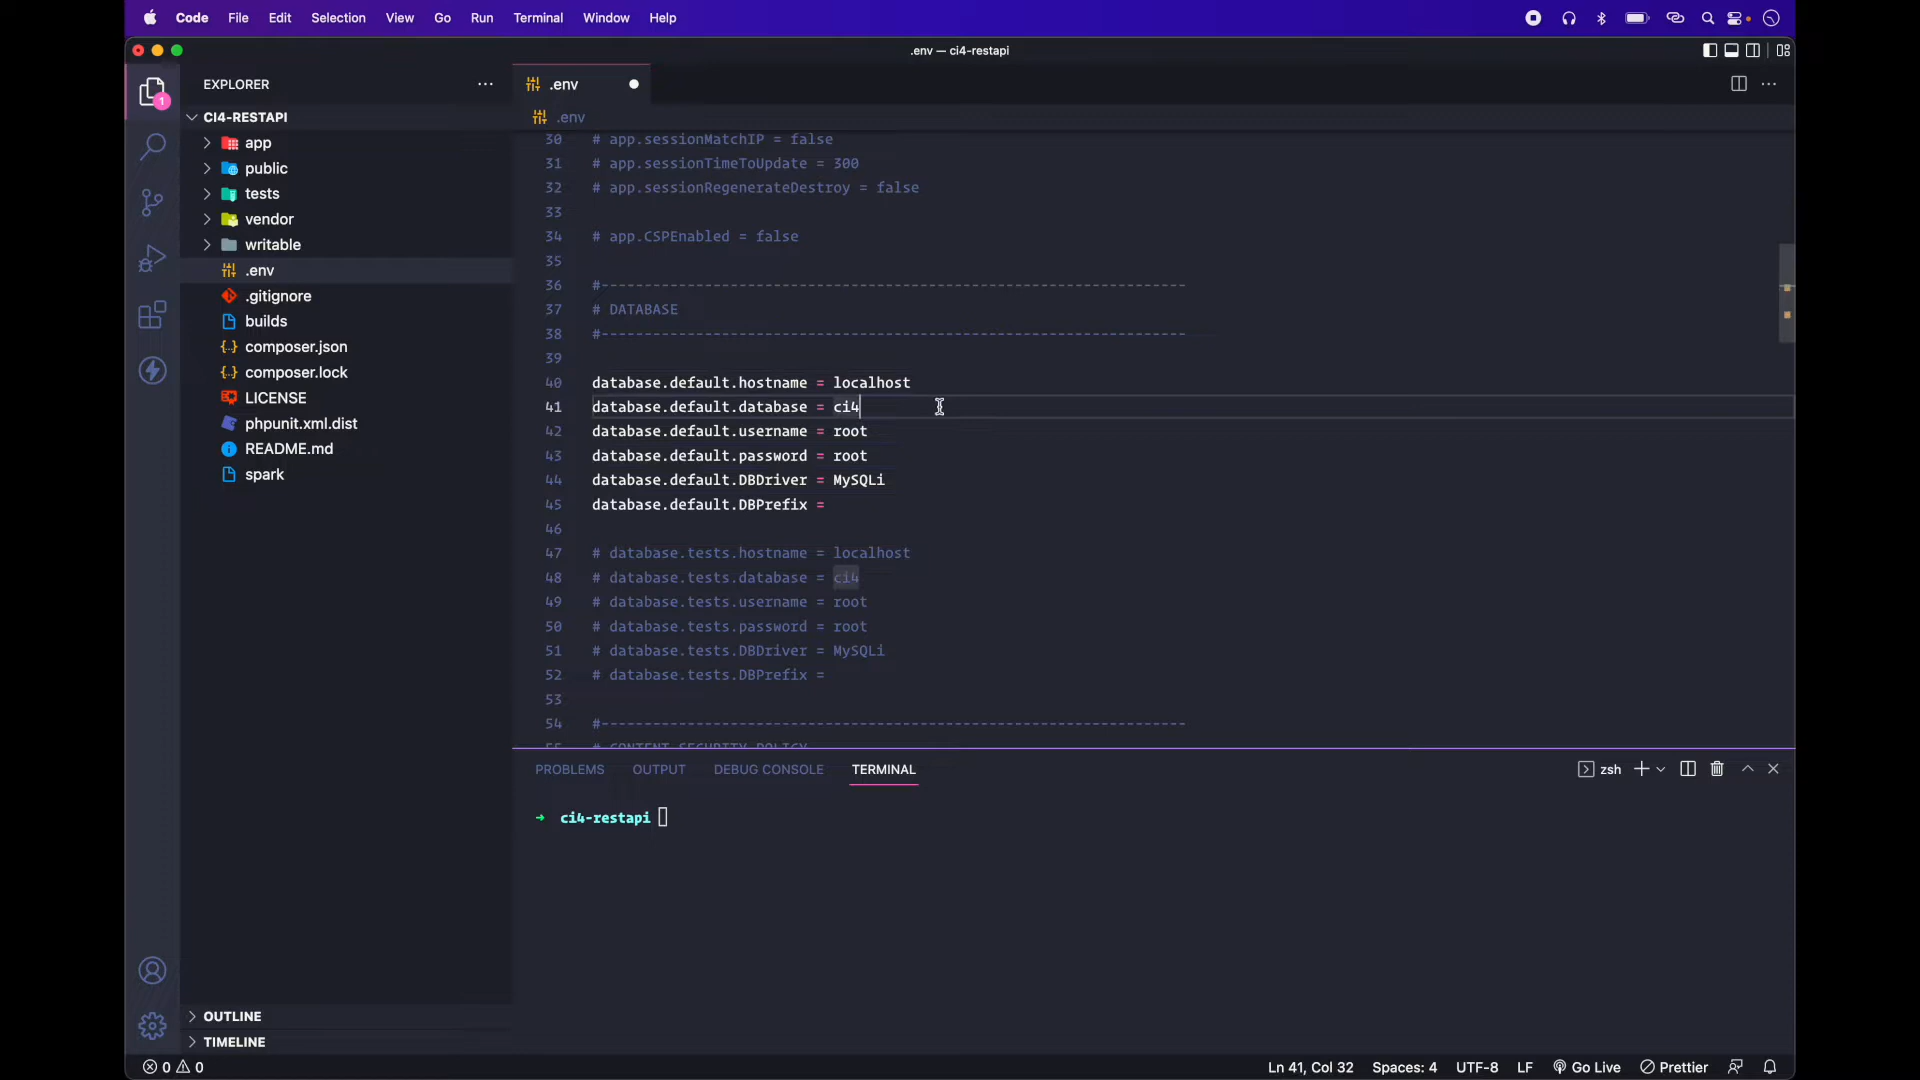 Code File Edit Selection View Go Run Terminal Window Help
.env — ci4-restapi
EXPLORER
1
CI4-RESTAPI
app
public
tests
vendor
writable
.env
.gitignore
builds
composer.json
composer.lock
LICENSE
phpunit.xml.dist
README.md
spark
OUTLINE
TIMELINE
.env
.env
30 # app.sessionMatchIP = false
31 # app.sessionTimeToUpdate = 300
32 # app.sessionRegenerateDestroy = false
33
34 # app.CSPEnabled = false
35
36 #--------------------------------------------------------------------
37 # DATABASE
38 #--------------------------------------------------------------------
39
40 database.default.hostname = localhost
41 database.default.database = ci4
42 database.default.username = root
43 database.default.password = root
44 database.default.DBDriver = MySQLi
45 database.default.DBPrefix =
46
47 # database.tests.hostname = localhost
48 # database.tests.database = ci4
49 # database.tests.username = root
50 # database.tests.password = root
51 # database.tests.DBDriver = MySQLi
52 # database.tests.DBPrefix =
53
54 #--------------------------------------------------------------------
55 # CONTENT SECURITY POLICY
PROBLEMS OUTPUT DEBUG CONSOLE TERMINAL
zsh
→ ci4-restapi
0 0
Ln 41, Col 32 Spaces: 4 UTF-8 LF Go Live Prettier